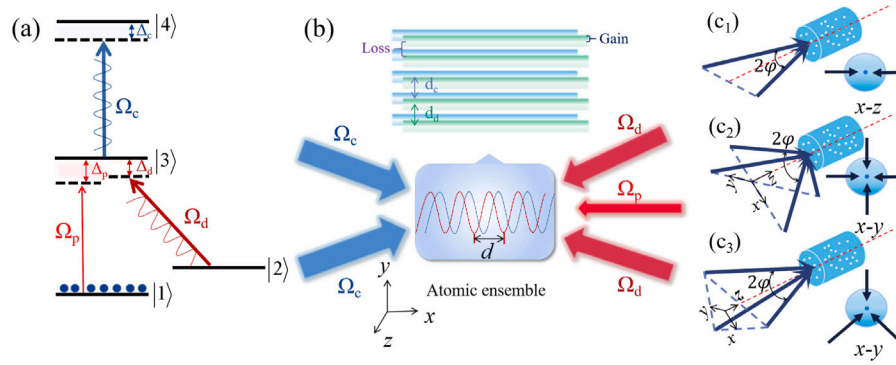 (a)
|4⟩
Δc
Ωc
|3⟩
Δp
Δd
Ωp
Ωd
|2⟩
|1⟩
(b)
Loss
Gain
dc
dd
Ωc
Ωd
Ωp
d
Ωc
Ωd
Atomic ensemble
y
x
z
(c1)
2φ
x-z
(c2)
2φ
y
z
x
x-y
(c3)
2φ
y
z
x
x-y